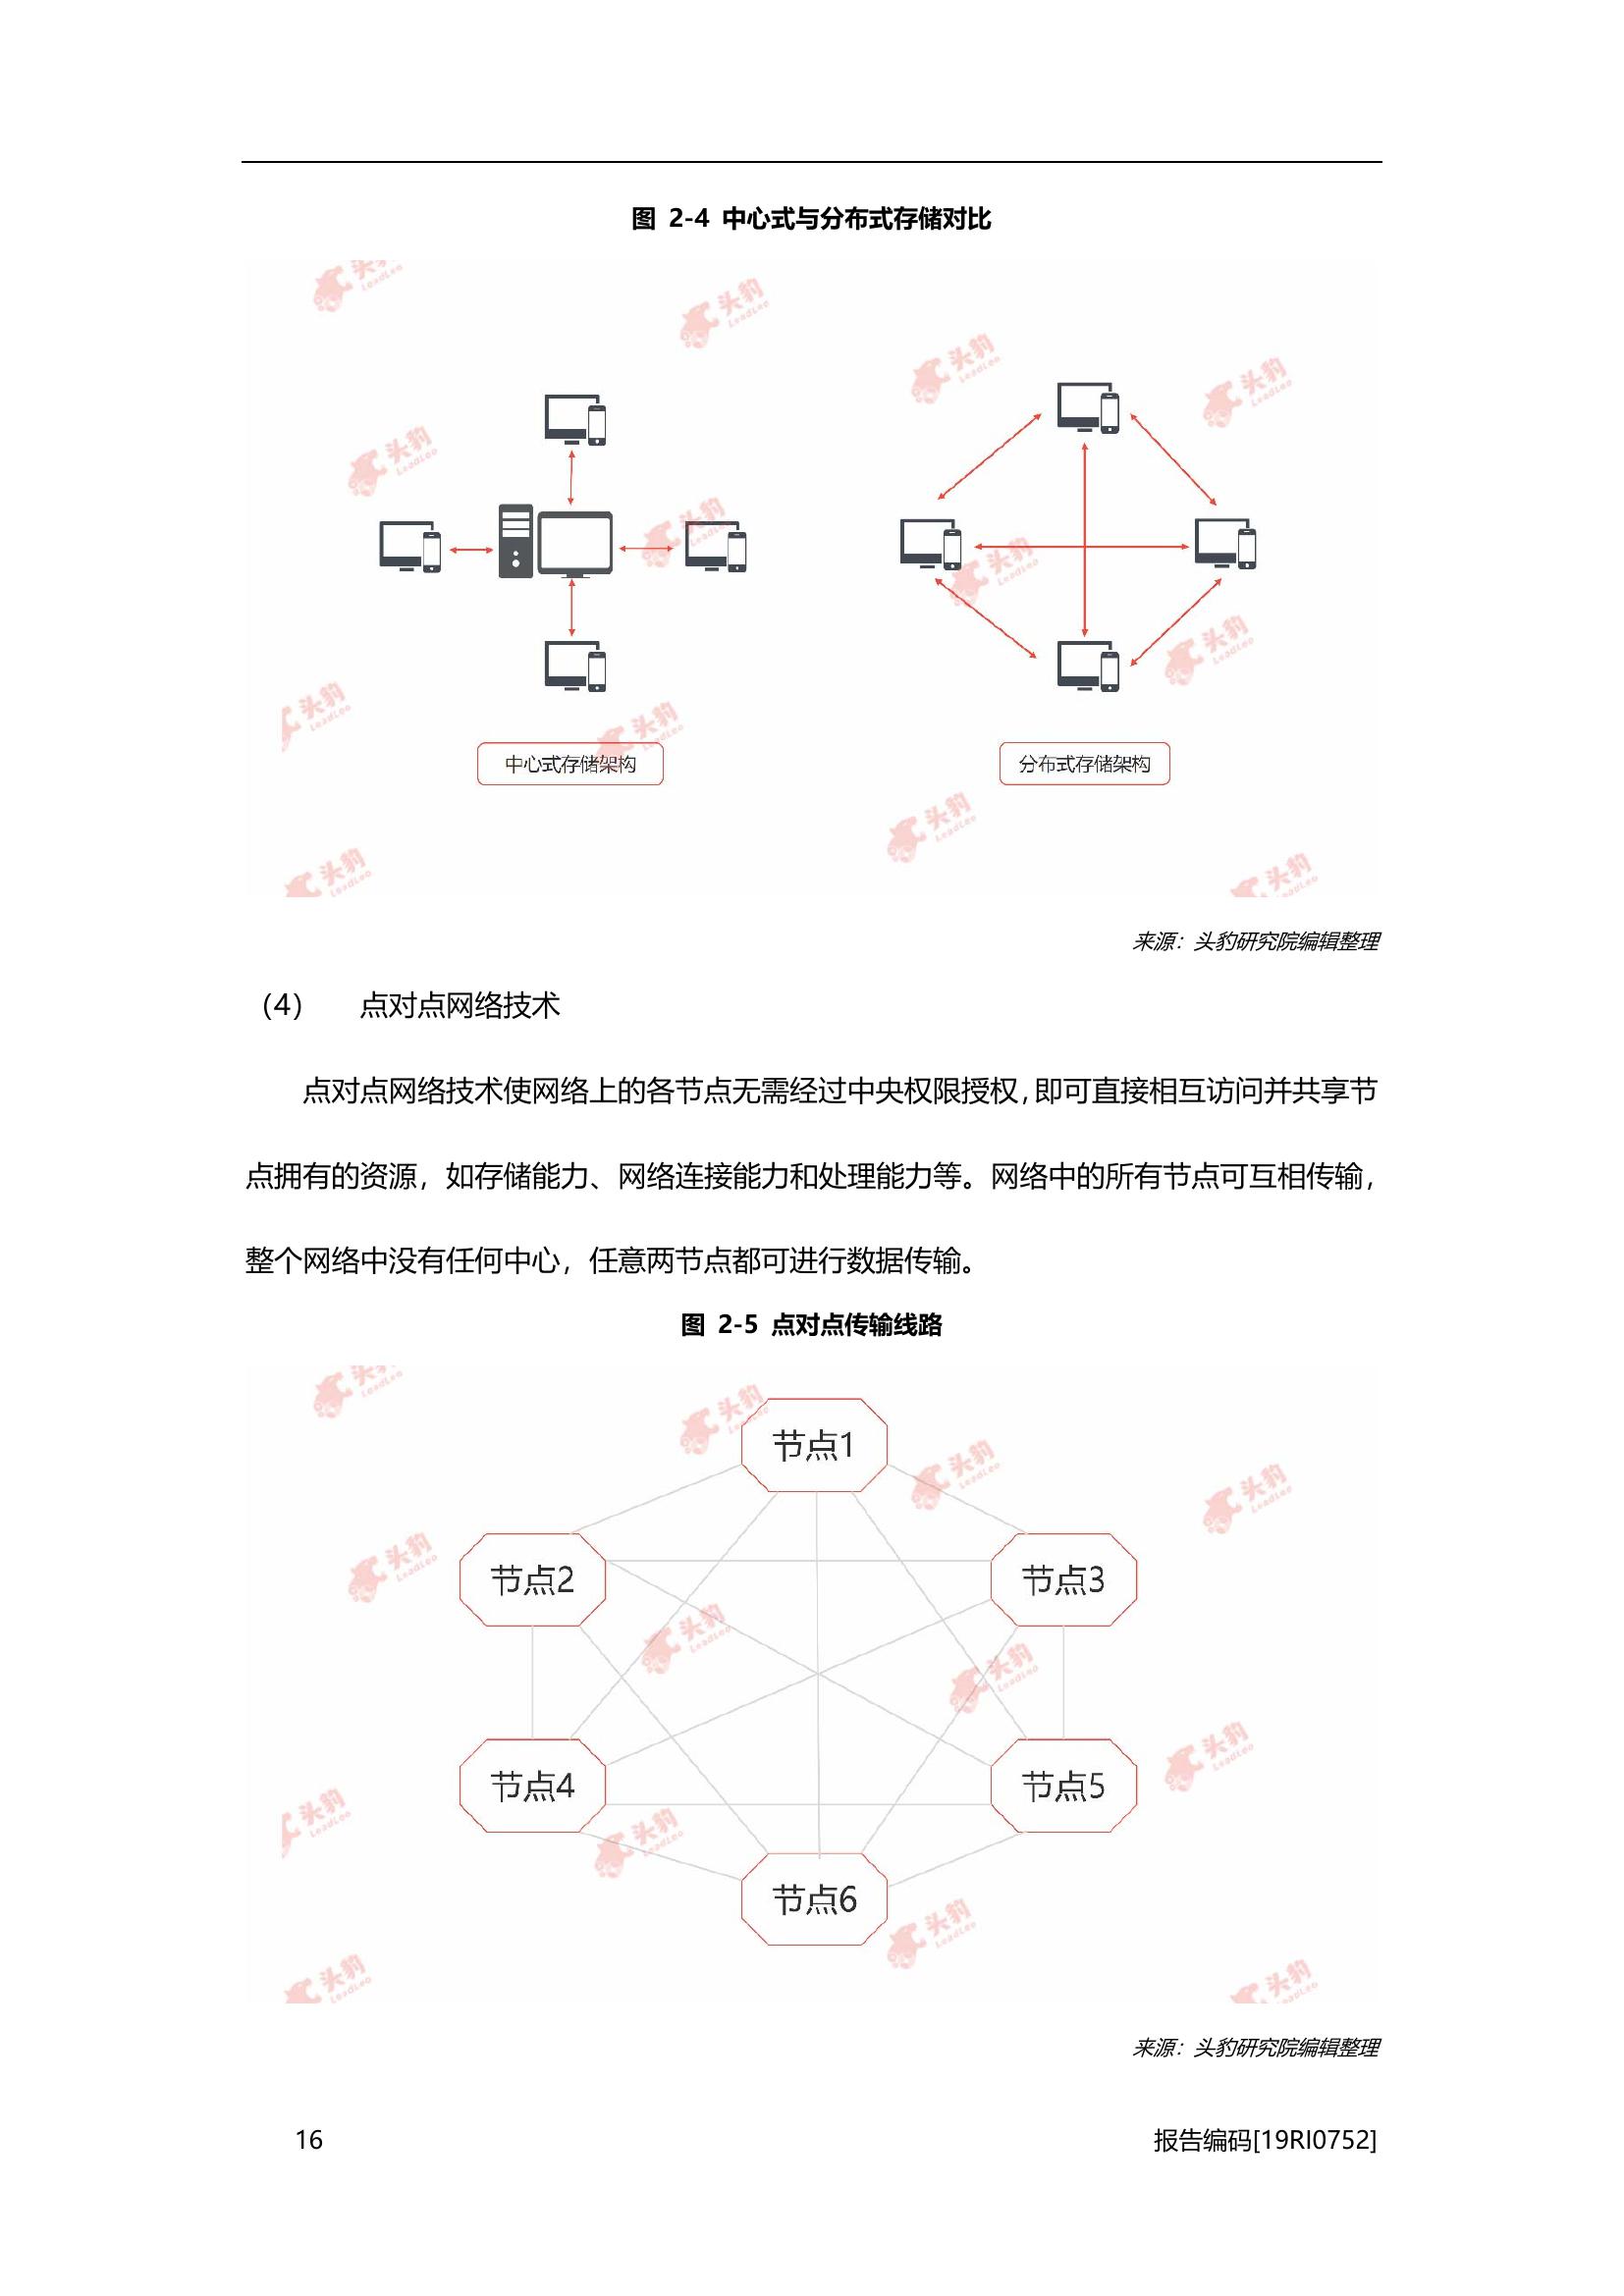 图 2-4 中心式与分布式存储对比
中心式存储架构
分布式存储架构
来源：头豹研究院编辑整理
（4） 点对点网络技术
点对点网络技术使网络上的各节点无需经过中央权限授权，即可直接相互访问并共享节
点拥有的资源，如存储能力、网络连接能力和处理能力等。网络中的所有节点可互相传输，
整个网络中没有任何中心，任意两节点都可进行数据传输。
图 2-5 点对点传输线路
节点1
节点2
节点3
节点4
节点5
节点6
来源：头豹研究院编辑整理
16
报告编码[19RI0752]
头豹
LeadLeo